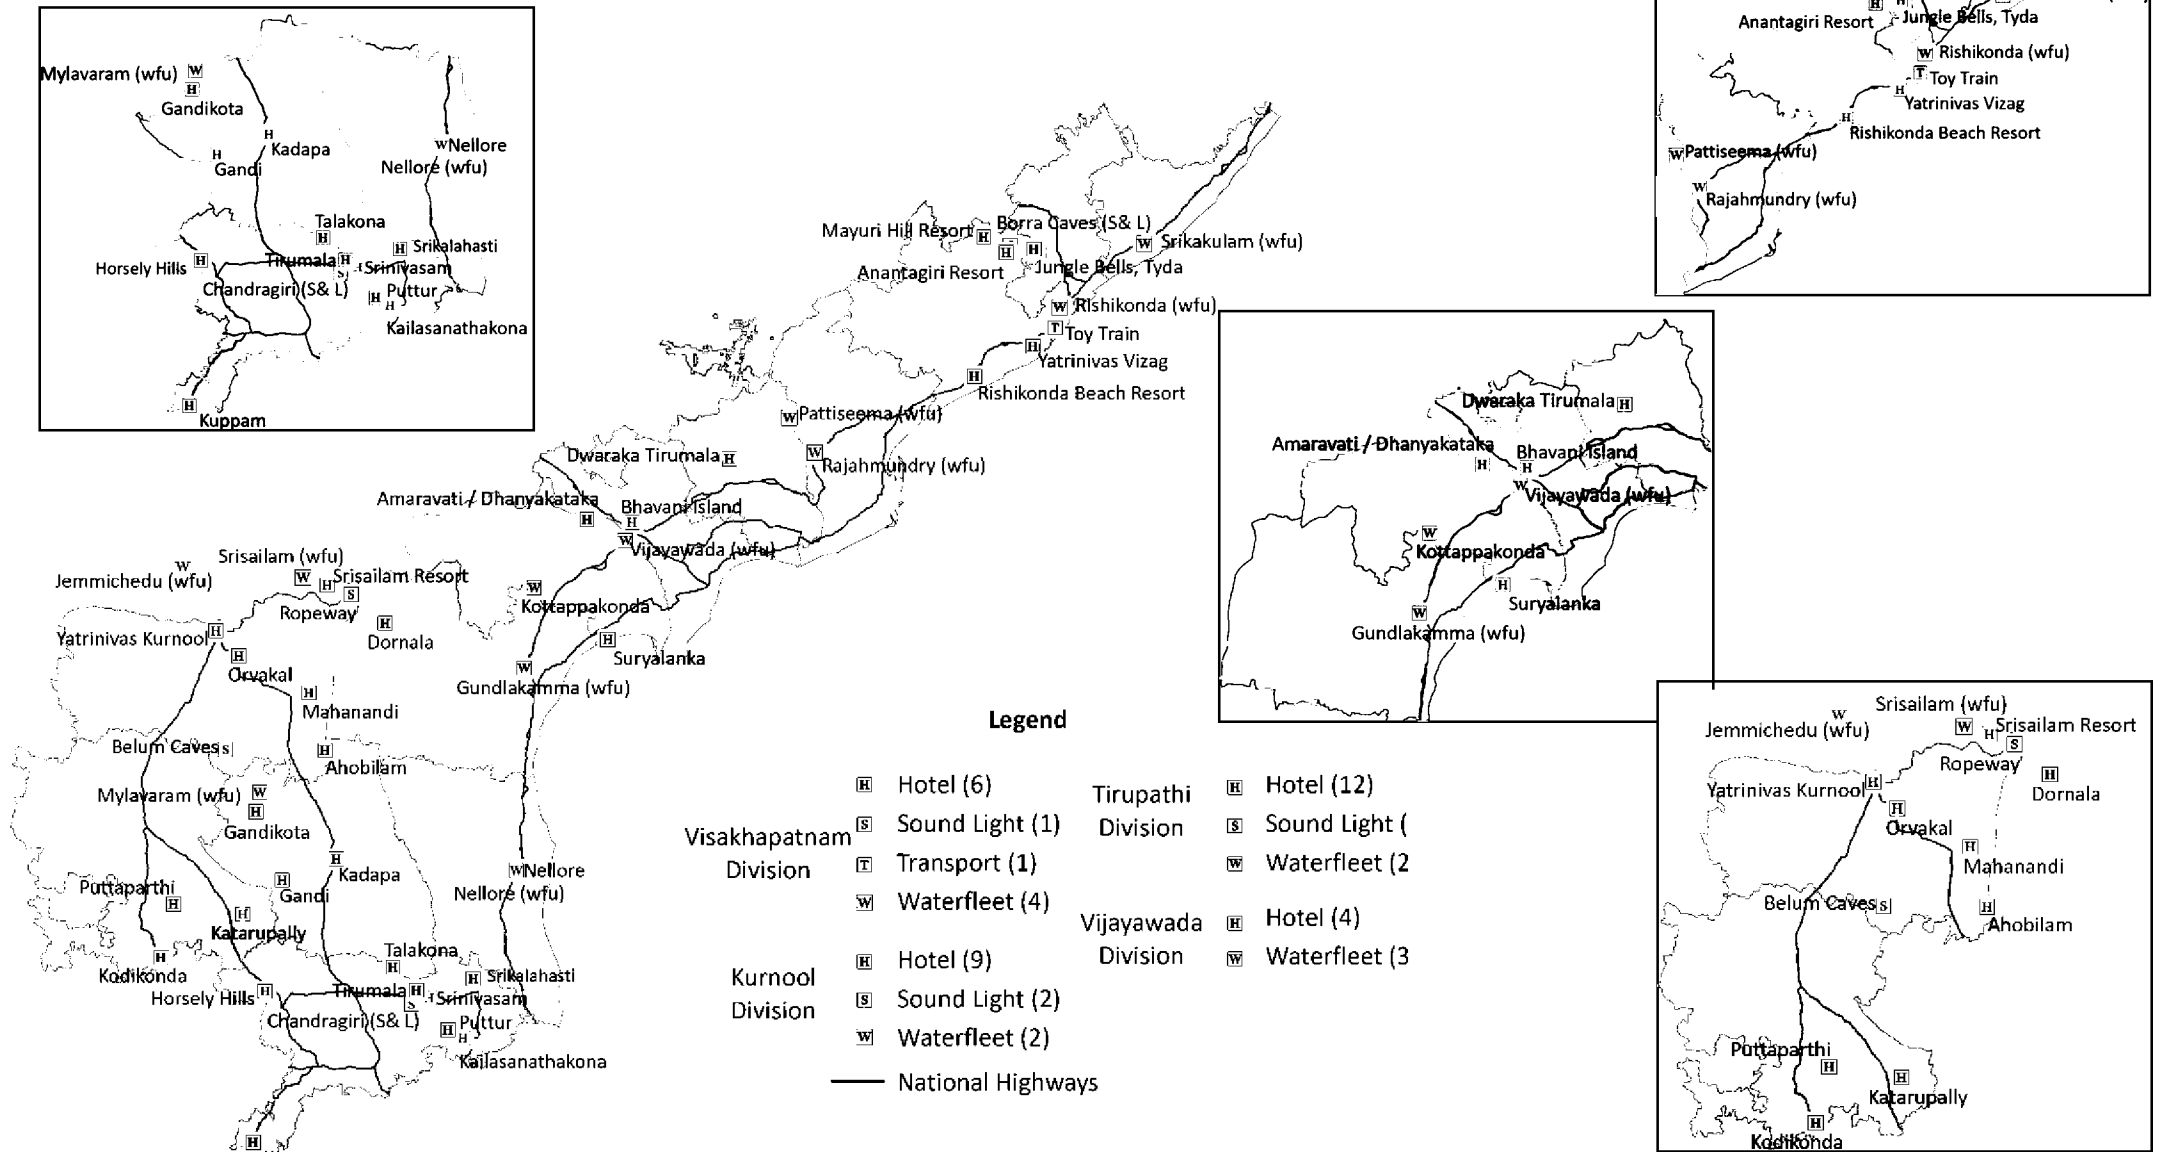 Mylavaram (wfu)
W
H
Gandikota
H
Kadapa
H
Gandi
W Nellore
Nellore (wfu)
Talakona
H
H Srikalahasti
Horsely Hills H
Tirumala H
S Srinivasam
Chandragiri (S& L)
H Puttur
H
Kailasanathakona
H
Kuppam
Anantagiri Resort H
Jungle Bells, Tyda
W Rishikonda (wfu)
T Toy Train
H
Yatrinivas Vizag
H
Rishikonda Beach Resort
W Pattiseema (wfu)
W
Rajahmundry (wfu)
Mayuri Hill Resort H
Borra Caves (S& L)
Anantagiri Resort H
H
Jungle Bells, Tyda
W Srikakulam (wfu)
W Rishikonda (wfu)
T Toy Train
H
Yatrinivas Vizag
H
Rishikonda Beach Resort
W Pattiseema (wfu)
W
Rajahmundry (wfu)
Dwaraka Tirumala H
Amaravati / Dhanyakataka
H
Bhavani Island
H
W
Vijayawada (wfu)
W
Kottappakonda
H
Suryalanka
W
Gundlakamma (wfu)
Jemmichedu (wfu)
W
Srisailam (wfu)
W H Srisailam Resort
S
Ropeway
H
Dornala
Yatrinivas Kurnool H
H
Orvakal
H
Mahanandi
Belum Caves S
H
Ahobilam
Mylavaram (wfu) W
H
Gandikota
H
Kadapa
H
Gandi
Puttaparthi
H
H
Katarupally
H
Kodikonda
W Nellore
Nellore (wfu)
Talakona
H
H Srikalahasti
Horsely Hills H
Tirumala H
S Srinivasam
Chandragiri (S& L)
H Puttur
H
Kailasanathakona
H
Dwaraka Tirumala H
Amaravati / Dhanyakataka
H
Bhavani Island
H
W
Vijayawada (wfu)
W
Kottappakonda
H
Suryalanka
W
Gundlakamma (wfu)
Jemmichedu (wfu)
W
Srisailam (wfu)
W H Srisailam Resort
S
Ropeway
H
Dornala
Yatrinivas Kurnool H
H
Orvakal
H
Mahanandi
Belum Caves S
H
Ahobilam
Puttaparthi
H
H
Katarupally
H
Kodikonda
Legend
Visakhapatnam
Division
H Hotel (6)
S Sound Light (1)
T Transport (1)
W Waterfleet (4)
Kurnool
Division
H Hotel (9)
S Sound Light (2)
W Waterfleet (2)
National Highways
Tirupathi
Division
H Hotel (12)
S Sound Light (
W Waterfleet (2
Vijayawada
Division
H Hotel (4)
W Waterfleet (3